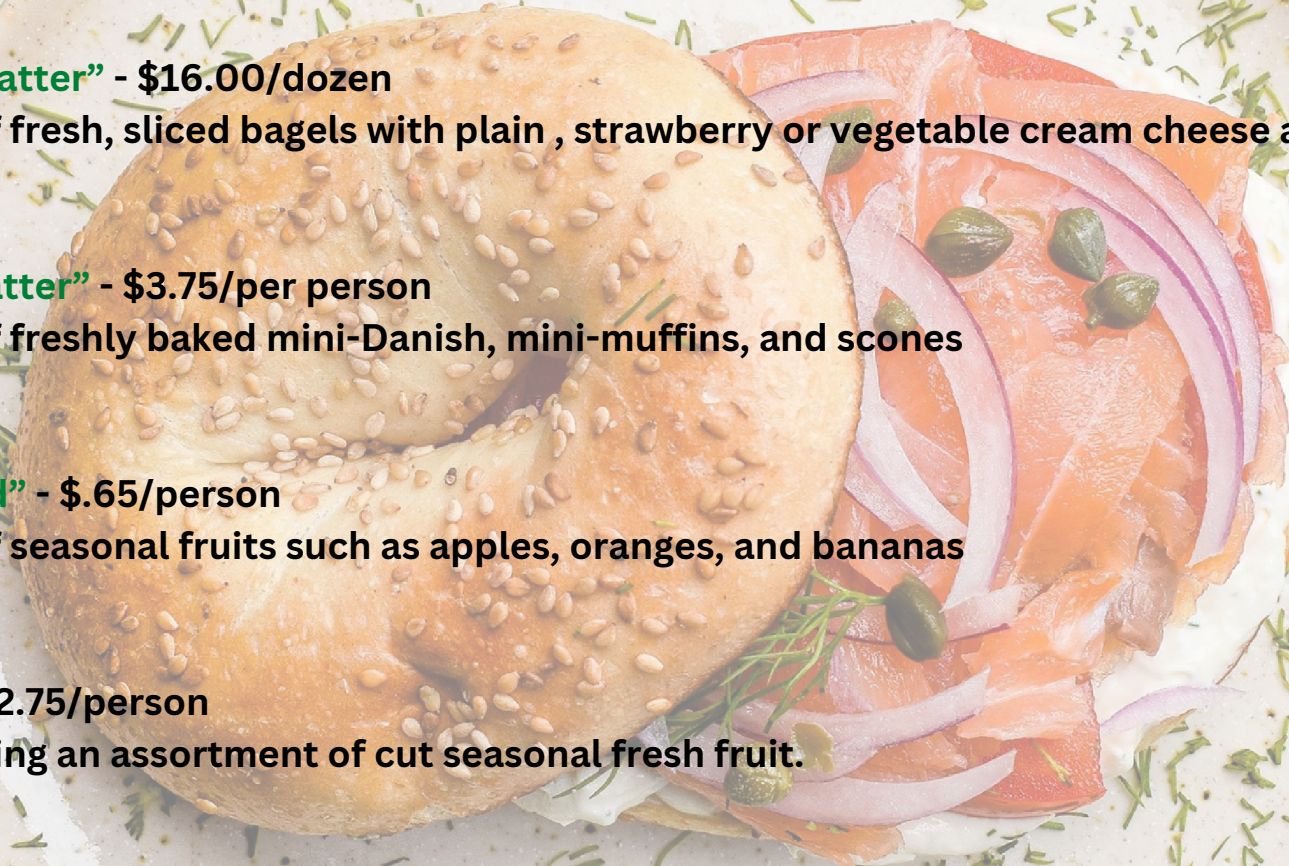 atter” - $16.00/dozen
fresh, sliced bagels with plain , strawberry or vegetable cream cheese a
atter” - $3.75/per person
freshly baked mini-Danish, mini-muffins, and scones
d” - $.65/person
seasonal fruits such as apples, oranges, and bananas
2.75/person
ing an assortment of cut seasonal fresh fruit.